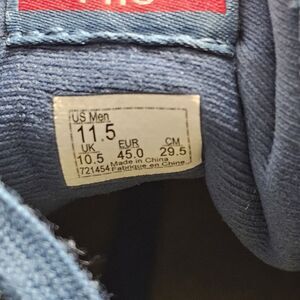 US Men
11.5
UK EUR CM
10.5 45.0 29.5
721454 Made in China
Fabriqué en Chine